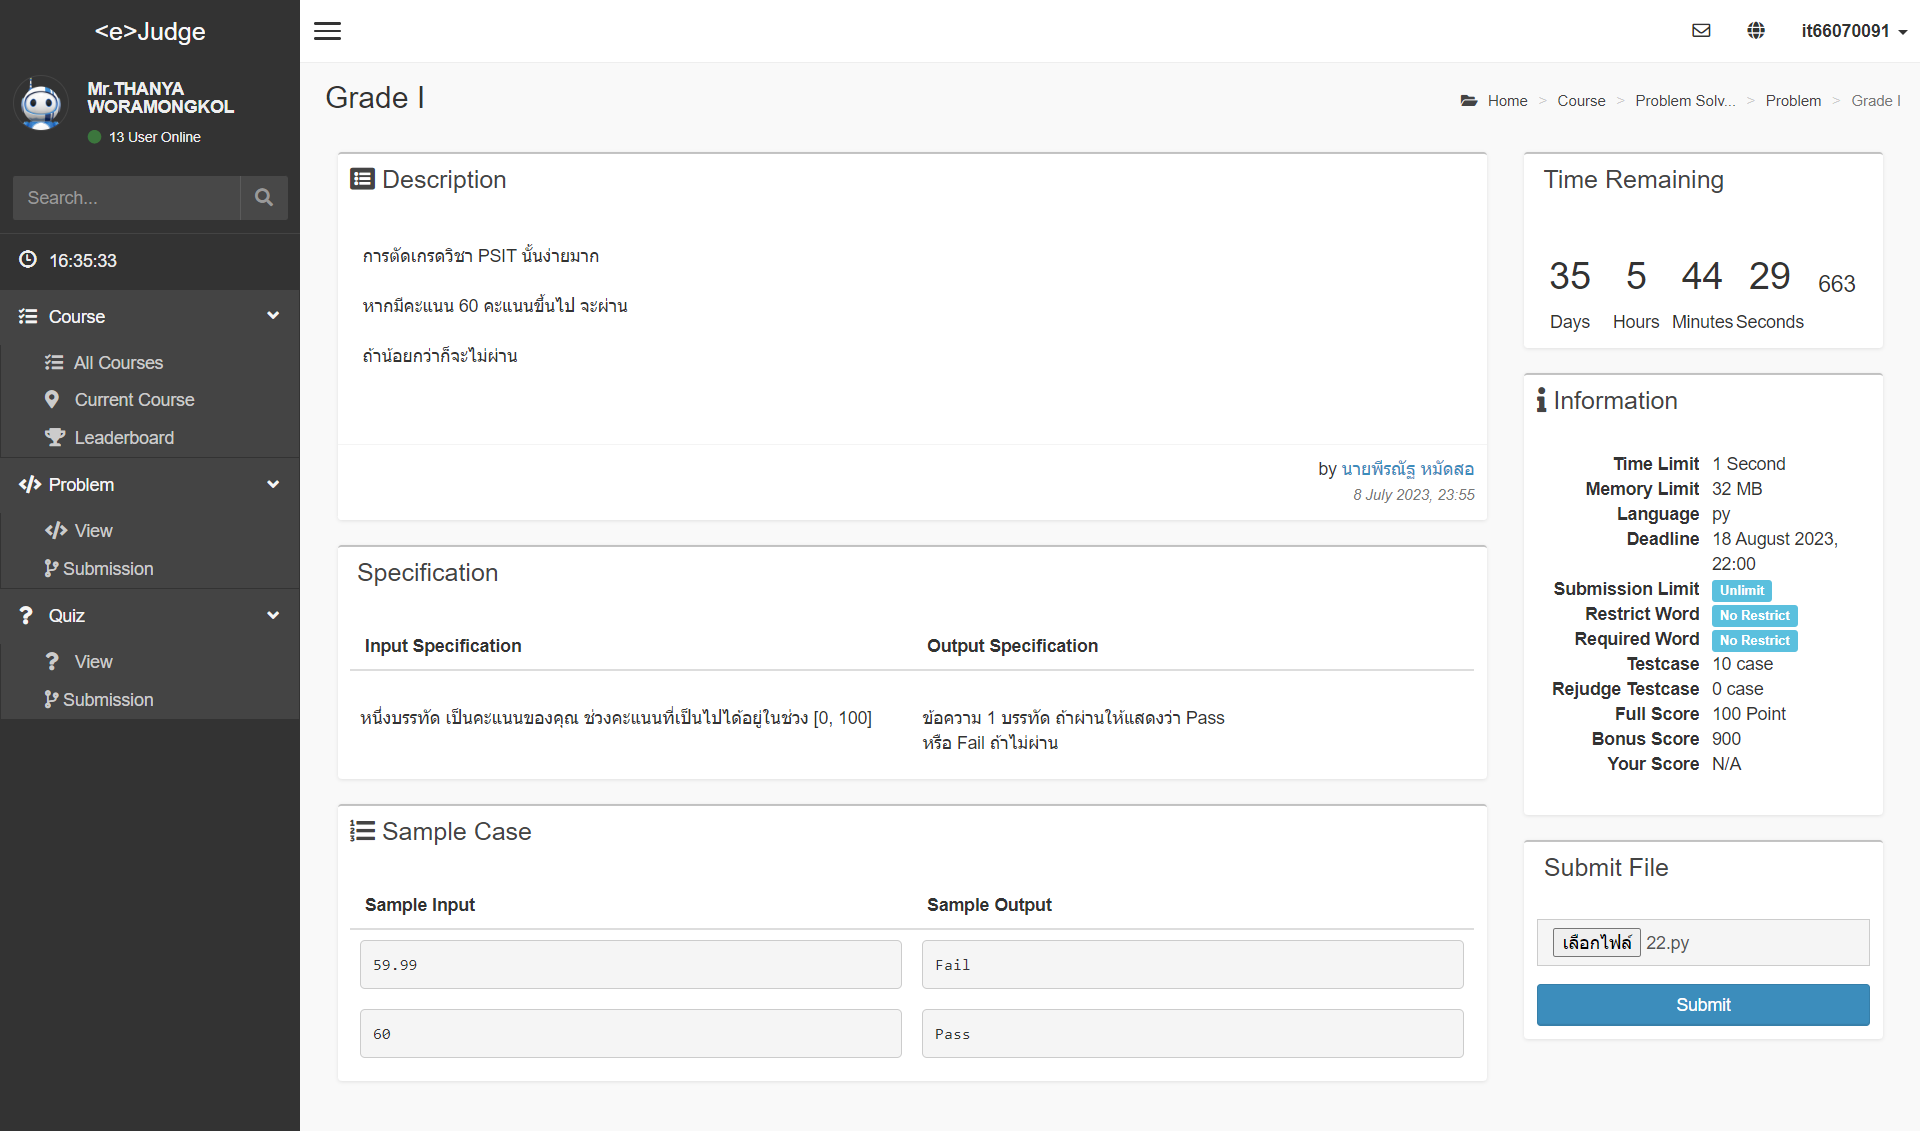 <e>Judge
Mr.THANYA
WORAMONGKOL
13 User Online
Search...
16:35:33
Course
All Courses
Current Course
Leaderboard
Problem
View
Submission
Quiz
View
Submission
it66070091
Grade I
Home > Course > Problem Solv... > Problem > Grade I
Description
การตัดเกรดวิชา PSIT นั้นง่ายมาก
หากมีคะแนน 60 คะแนนขึ้นไป จะผ่าน
ถ้าน้อยกว่าก็จะไม่ผ่าน
by นายพีรณัฐ หมัดสอ
8 July 2023, 23:55
Specification
Input Specification
Output Specification
หนึ่งบรรทัด เป็นคะแนนของคุณ ช่วงคะแนนที่เป็นไปได้อยู่ในช่วง [0, 100]
ข้อความ 1 บรรทัด ถ้าผ่านให้แสดงว่า Pass
หรือ Fail ถ้าไม่ผ่าน
Sample Case
Sample Input
Sample Output
59.99
Fail
60
Pass
Time Remaining
35 5 44 29 663
Days Hours Minutes Seconds
Information
Time Limit 1 Second
Memory Limit 32 MB
Language py
Deadline 18 August 2023,
22:00
Submission Limit Unlimit
Restrict Word No Restrict
Required Word No Restrict
Testcase 10 case
Rejudge Testcase 0 case
Full Score 100 Point
Bonus Score 900
Your Score N/A
Submit File
เลือกไฟล์ 22.py
Submit